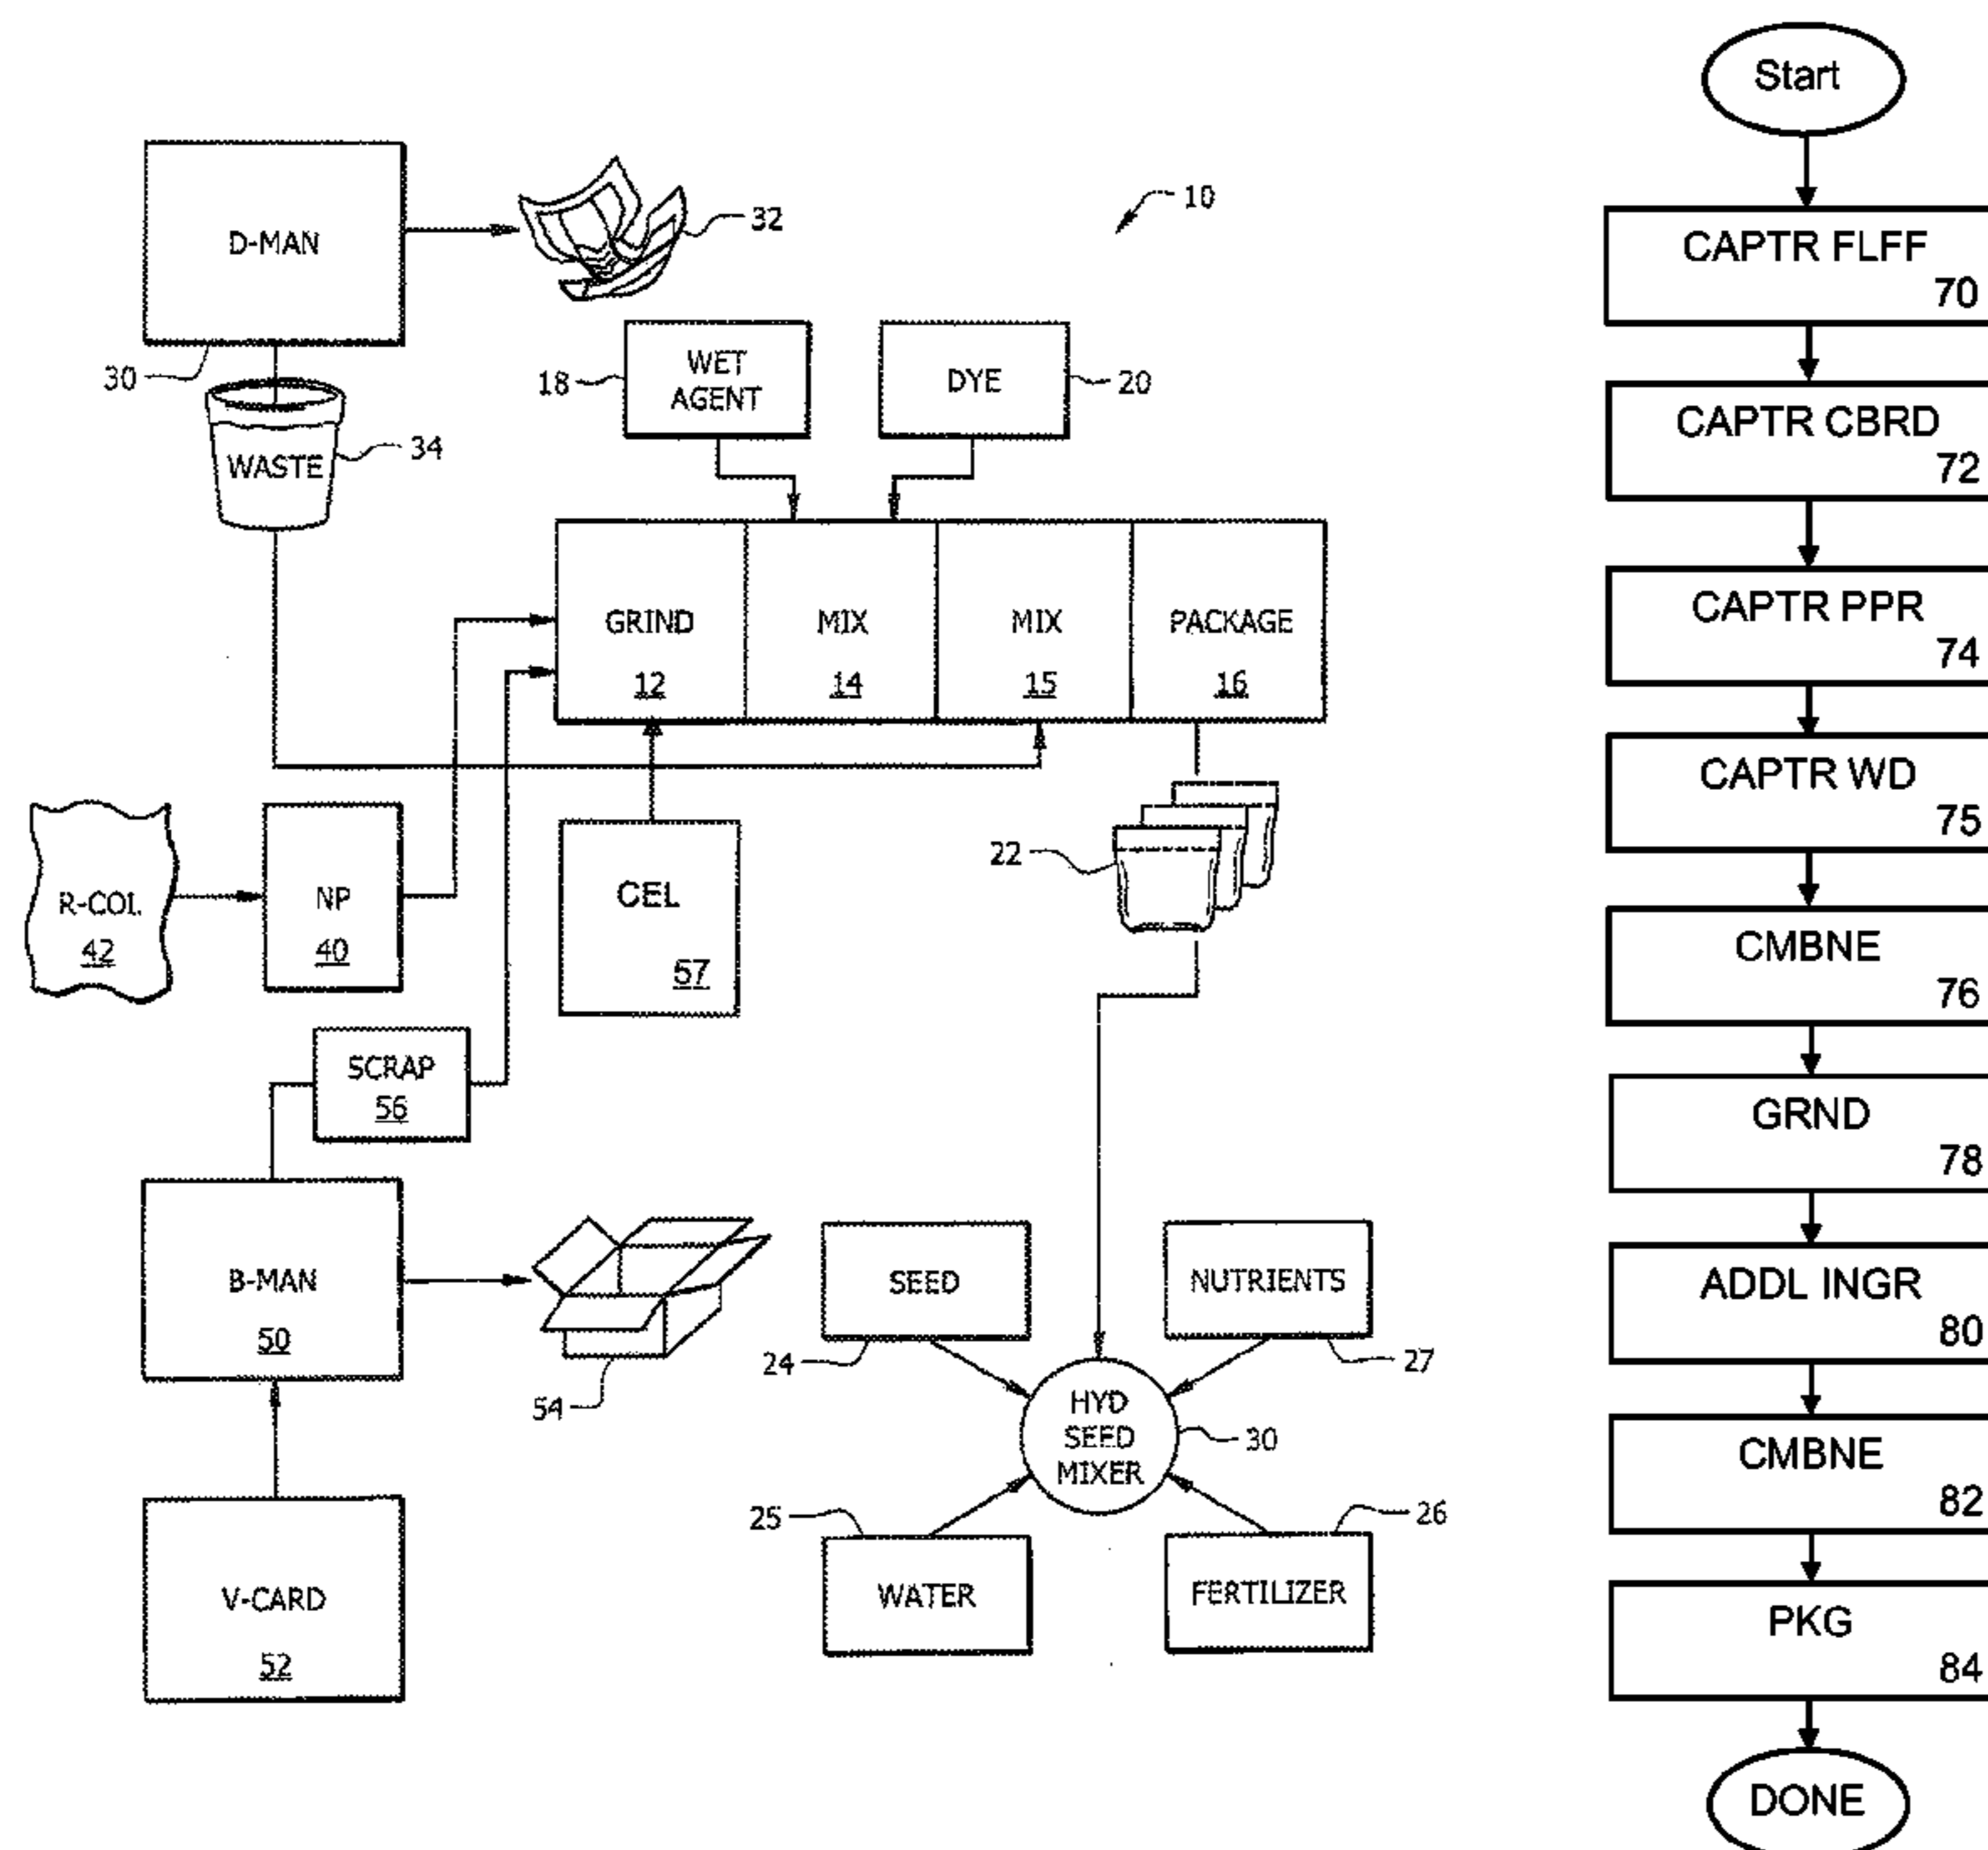 D-MAN
30
32
10
WASTE
34
WET
AGENT
18
DYE
20
GRIND
12
MIX
14
MIX
15
PACKAGE
16
R-COL
42
NP
40
CEL
57
22
SCRAP
56
B-MAN
50
54
V-CARD
52
SEED
24
NUTRIENTS
27
HYD
SEED
MIXER
30
WATER
25
FERTILIZER
26
Start
CAPTR FLFF
70
CAPTR CBRD
72
CAPTR PPR
74
CAPTR WD
75
CMBNE
76
GRND
78
ADDL INGR
80
CMBNE
82
PKG
84
DONE